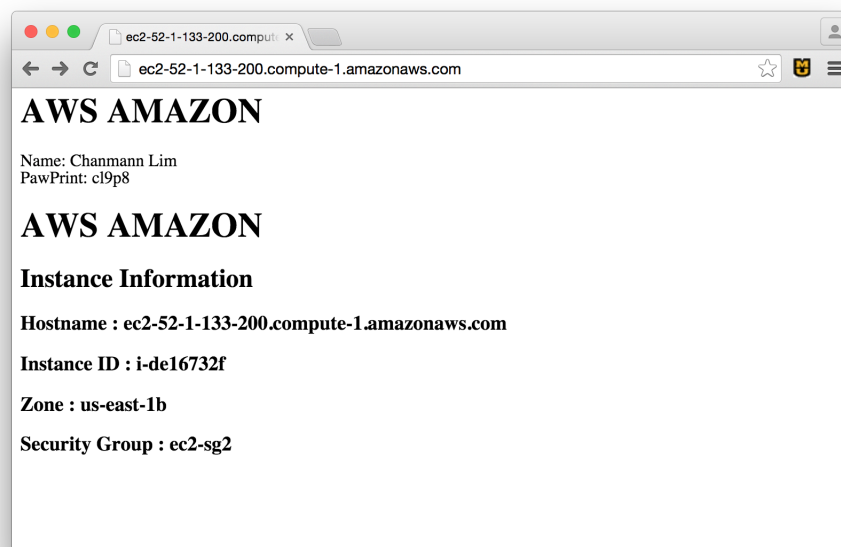 ec2-52-1-133-200.comput
ec2-52-1-133-200.compute-1.amazonaws.com
AWS AMAZON
Name: Chanmann Lim
PawPrint: cl9p8
AWS AMAZON
Instance Information
Hostname : ec2-52-1-133-200.compute-1.amazonaws.com
Instance ID : i-de16732f
Zone : us-east-1b
Security Group : ec2-sg2